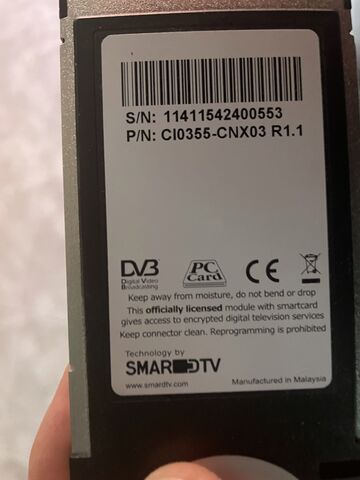 S/N: 11411542400553
P/N: CI0355-CNX03 R1.1
DVB
Digital Video
Broadcasting
PC
Card
CE
Keep away from moisture, do not bend or drop
This officially licensed module with smartcard
gives access to encrypted digital television services
Keep connector clean. Reprogramming is prohibited
Technology by
SMARDTV
www.smardtv.com Manufactured in Malaysia